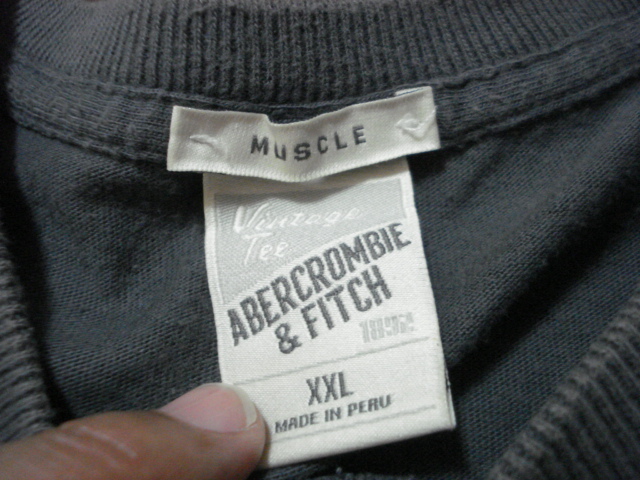 MUSCLE
Vintage
Tee
ABERCROMBIE
& FITCH
1892
XXL
MADE IN PERU